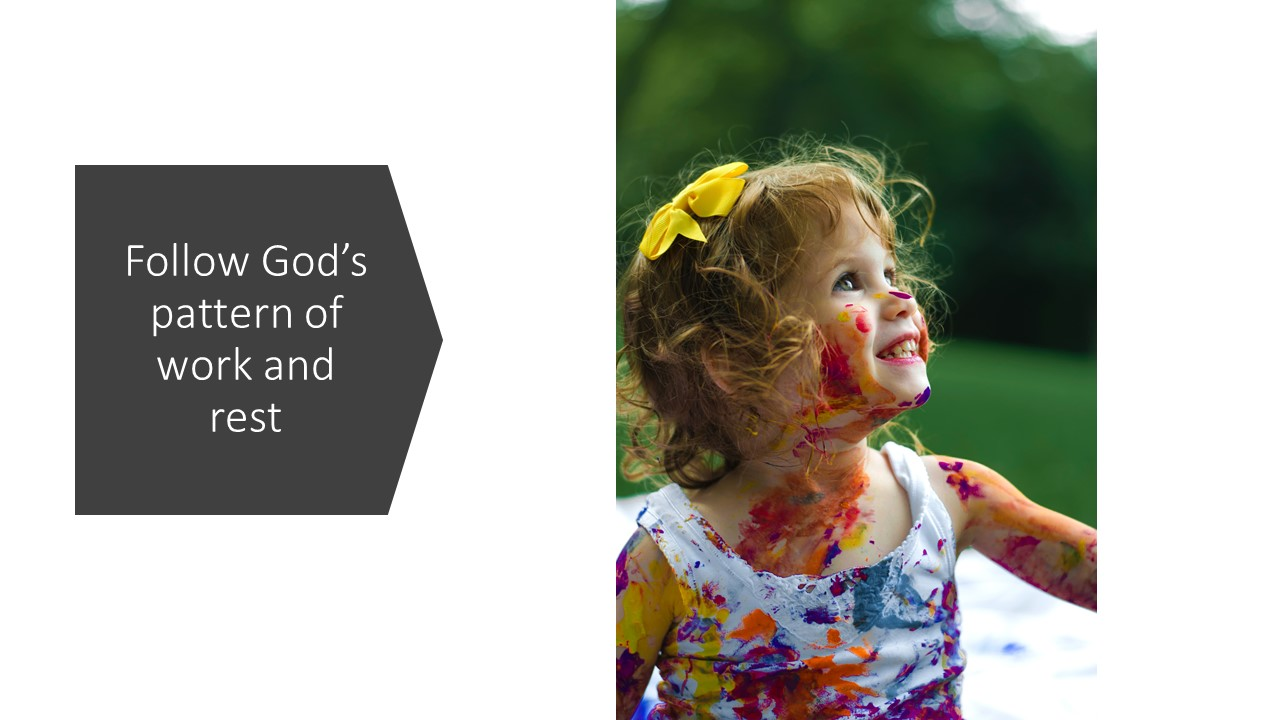 Follow God’s
pattern of
work and
rest